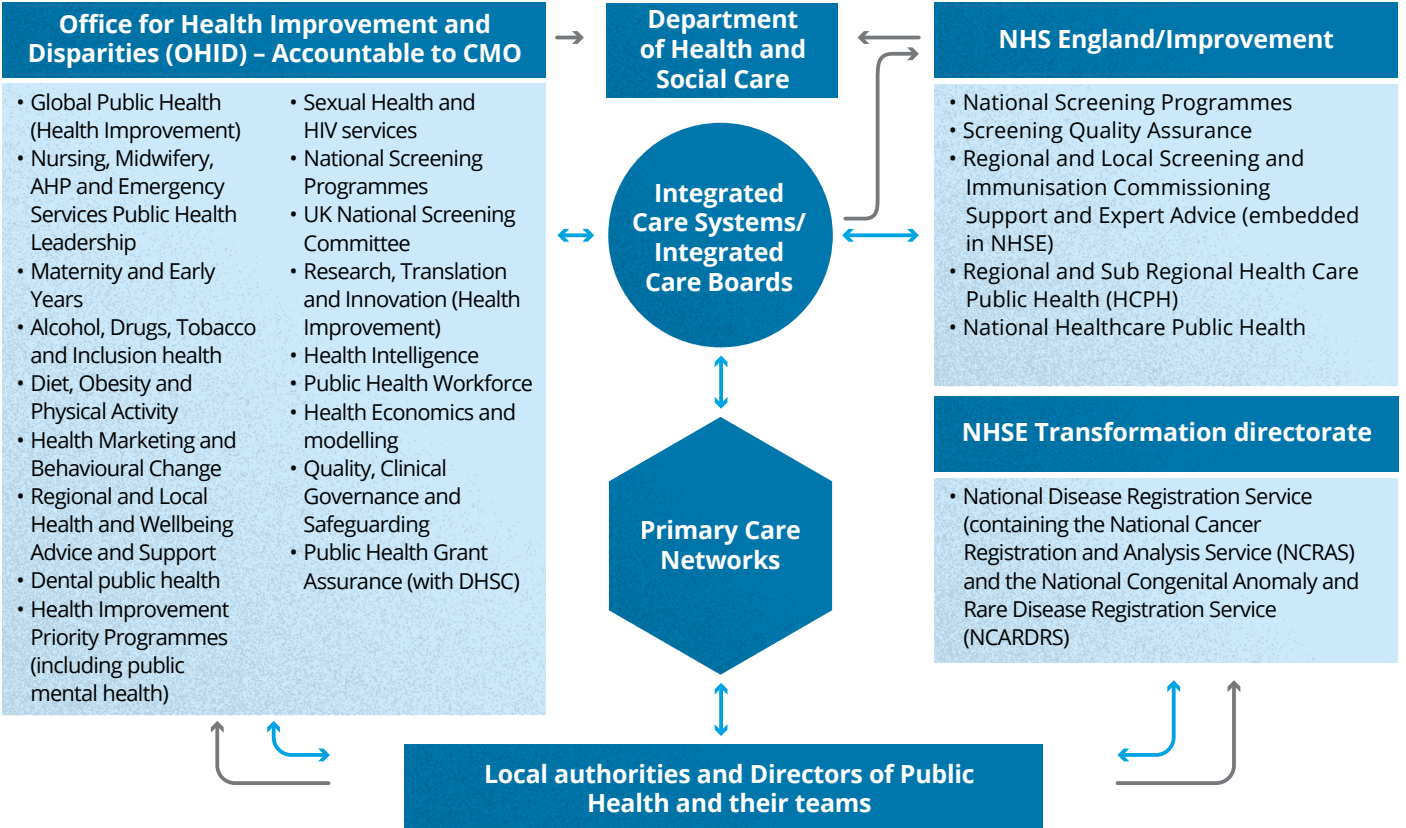 Office for Health Improvement and
Disparities (OHID) – Accountable to CMO
• Global Public Health
(Health Improvement)
• Nursing, Midwifery,
AHP and Emergency
Services Public Health
Leadership
• Maternity and Early
Years
• Alcohol, Drugs, Tobacco
and Inclusion health
• Diet, Obesity and
Physical Activity
• Health Marketing and
Behavioural Change
• Regional and Local
Health and Wellbeing
Advice and Support
• Dental public health
• Health Improvement
Priority Programmes
(including public
mental health)
• Sexual Health and
HIV services
• National Screening
Programmes
• UK National Screening
Committee
• Research, Translation
and Innovation (Health
Improvement)
• Health Intelligence
• Public Health Workforce
• Health Economics and
modelling
• Quality, Clinical
Governance and
Safeguarding
• Public Health Grant
Assurance (with DHSC)
Department
of Health and
Social Care
Integrated
Care Systems/
Integrated
Care Boards
Primary Care
Networks
NHS England/Improvement
• National Screening Programmes
• Screening Quality Assurance
• Regional and Local Screening and
Immunisation Commissioning
Support and Expert Advice (embedded
in NHSE)
• Regional and Sub Regional Health Care
Public Health (HCPH)
• National Healthcare Public Health
NHSE Transformation directorate
• National Disease Registration Service
(containing the National Cancer
Registration and Analysis Service (NCRAS)
and the National Congenital Anomaly and
Rare Disease Registration Service
(NCARDRS)
Local authorities and Directors of Public
Health and their teams